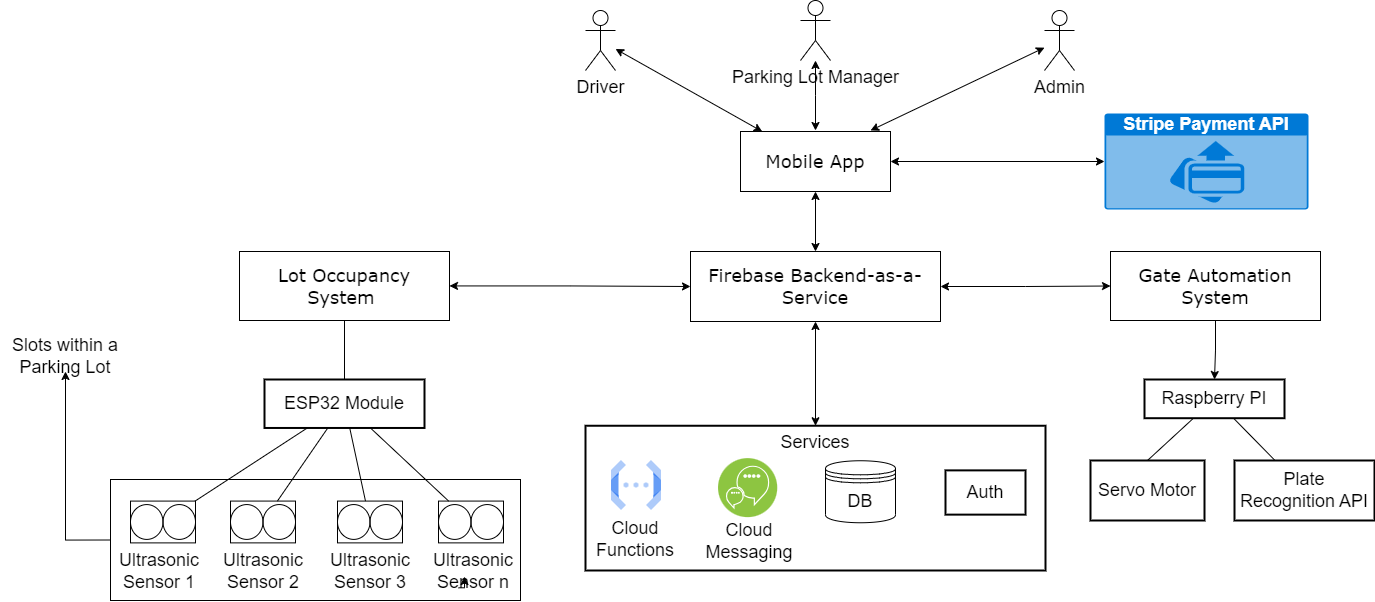 Driver
Parking Lot Manager
Admin
Stripe Payment API
Mobile App
Lot Occupancy
System
Firebase Backend-as-a-
Service
Gate Automation
System
Slots within a
Parking Lot
ESP32 Module
Raspberry PI
Services
Cloud
Functions
Cloud
Messaging
DB
Auth
Servo Motor
Plate
Recognition API
Ultrasonic
Sensor 1
Ultrasonic
Sensor 2
Ultrasonic
Sensor 3
Ultrasonic
Sensor n